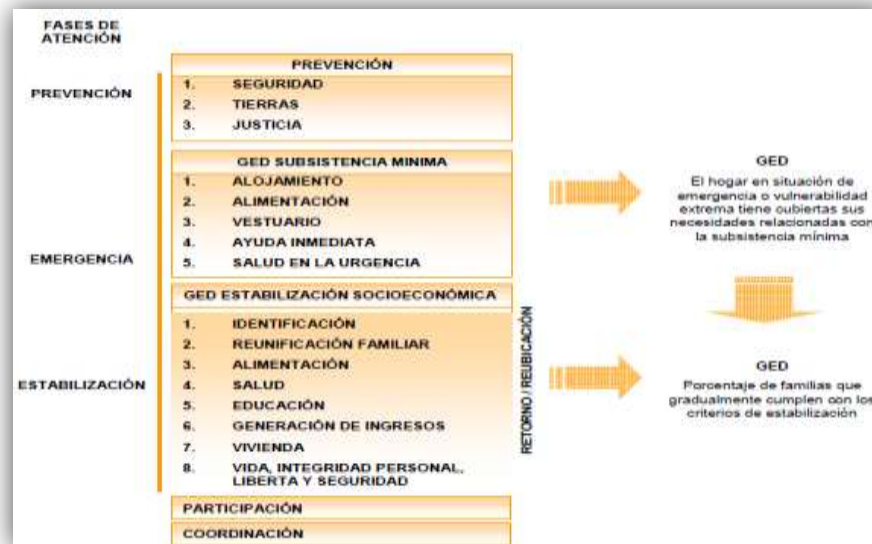 FASES DE
ATENCIÓN
PREVENCIÓN
EMERGENCIA
ESTABILIZACIÓN
PREVENCIÓN
1. SEGURIDAD
2. TIERRAS
3. JUSTICIA
GED SUBSISTENCIA MINIMA
1. ALOJAMIENTO
2. ALIMENTACIÓN
3. VESTUARIO
4. AYUDA INMEDIATA
5. SALUD EN LA URGENCIA
GED ESTABILIZACIÓN SOCIOECONÓMICA
1. IDENTIFICACIÓN
2. REUNIFICACIÓN FAMILIAR
3. ALIMENTACIÓN
4. SALUD
5. EDUCACIÓN
6. GENERACIÓN DE INGRESOS
7. VIVIENDA
8. VIDA, INTEGRIDAD PERSONAL,
LIBERTA Y SEGURIDAD
PARTICIPACIÓN
COORDINACIÓN
RETORNO / REUBICACIÓN
GED
El hogar en situación de
emergencia o vulnerabilidad
extrema tiene cubiertas sus
necesidades relacionadas con
la subsistencia mínima
GED
Porcentaje de familias que
gradualmente cumplen con los
criterios de estabilización